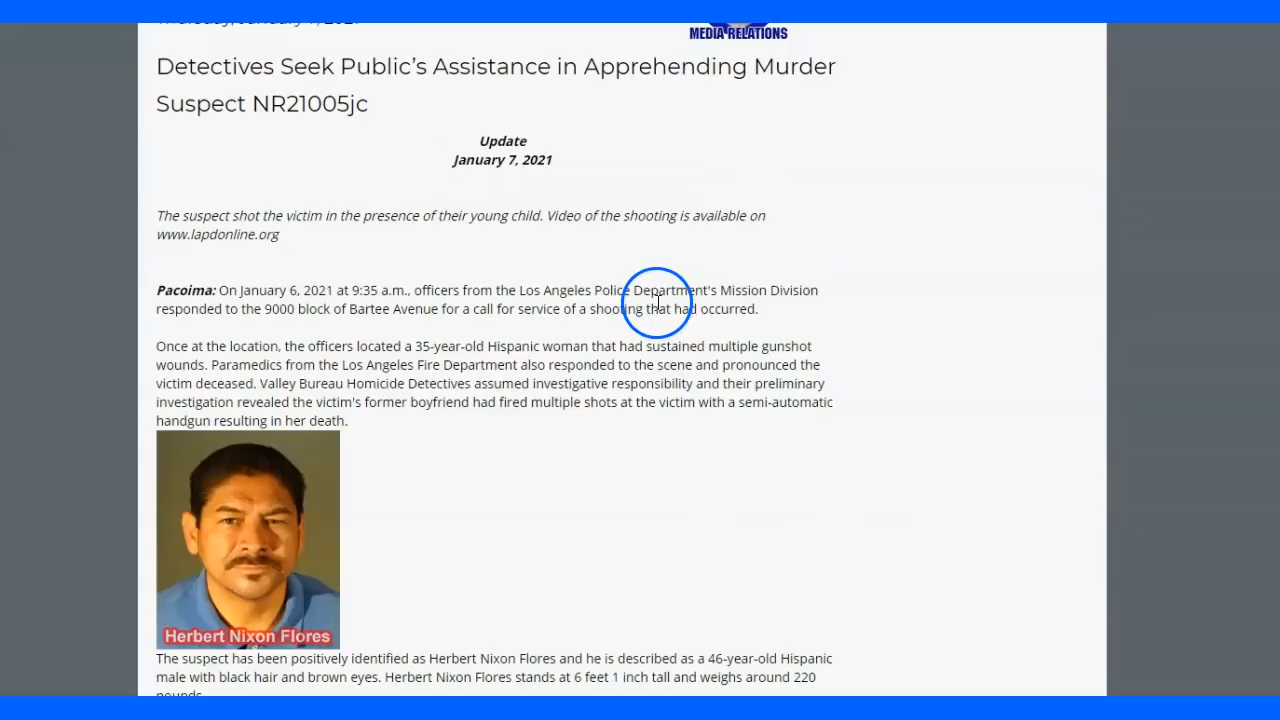 MEDIA RELATIONS
Detectives Seek Public's Assistance in Apprehending Murder
Suspect NR21005jc
Update
January 7, 2021
The suspect shot the victim in the presence of their young child. Video of the shooting is available on
www.lapdonline.org
Pacoima: On January 6, 2021 at 9:35 a.m., officers from the Los Angeles Police Department's Mission Division
responded to the 9000 block of Bartee Avenue for a call for service of a shooting that had occurred.
Once at the location, the officers located a 35-year-old Hispanic woman that had sustained multiple gunshot
wounds. Paramedics from the Los Angeles Fire Department also responded to the scene and pronounced the
victim deceased. Valley Bureau Homicide Detectives assumed investigative responsibility and their preliminary
investigation revealed the victim's former boyfriend had fired multiple shots at the victim with a semi-automatic
handgun resulting in her death.
Herbert Nixon Flores
The suspect has been positively identified as Herbert Nixon Flores and he is described as a 46-year-old Hispanic
male with black hair and brown eyes. Herbert Nixon Flores stands at 6 feet 1 inch tall and weighs around 220
pounds.